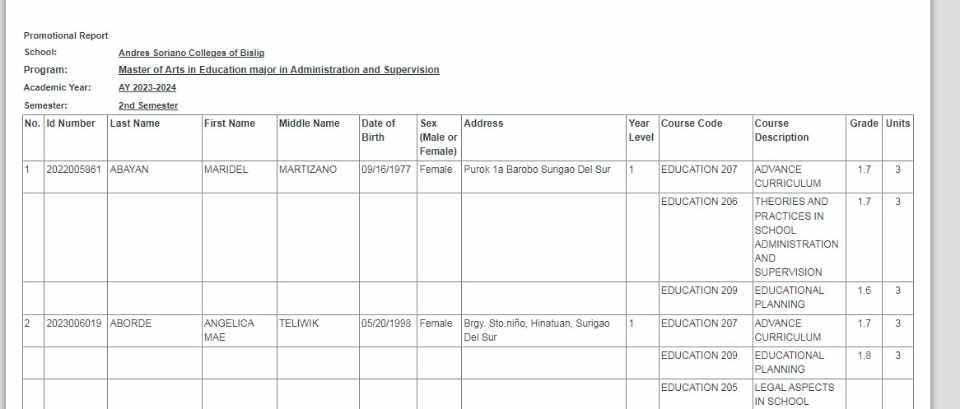 Promotional Report
School: Andres Soriano Colleges of Bislig
Program: Master of Arts in Education major in Administration and Supervision
Academic Year: AY 2023-2024
Semester: 2nd Semester
No. Id Number Last Name First Name Middle Name Date of Birth Sex (Male or Female) Address Year Level Course Code Course Description Grade Units
1 2022005861 ABAYAN MARIDEL MARTIZANO 09/16/1977 Female Purok 1a Barobo Surigao Del Sur 1 EDUCATION 207 ADVANCE CURRICULUM 1.7 3
EDUCATION 206 THEORIES AND PRACTICES IN SCHOOL ADMINISTRATION AND SUPERVISION 1.7 3
EDUCATION 209 EDUCATIONAL PLANNING 1.6 3
2 2023006019 ABORDE ANGELICA MAE TELIWIK 05/20/1998 Female Brgy. Sto.niño, Hinatuan, Surigao Del Sur 1 EDUCATION 207 ADVANCE CURRICULUM 1.7 3
EDUCATION 209 EDUCATIONAL PLANNING 1.8 3
EDUCATION 205 LEGAL ASPECTS IN SCHOOL